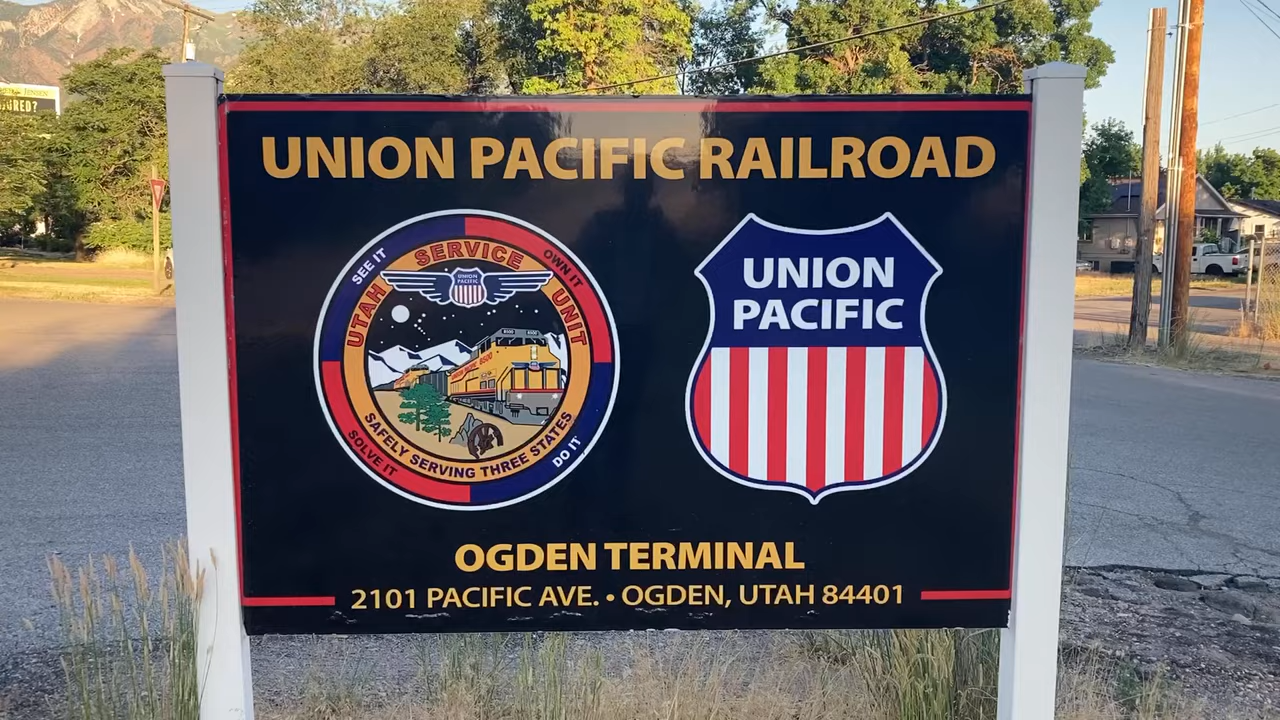 UNION PACIFIC RAILROAD
SEE IT
OWN IT
UTAH SERVICE UNIT
UNION
PACIFIC
SAFELY SERVING THREE STATES
SOLVE IT
DO IT
UNION
PACIFIC
OGDEN TERMINAL
2101 PACIFIC AVE. • OGDEN, UTAH 84401